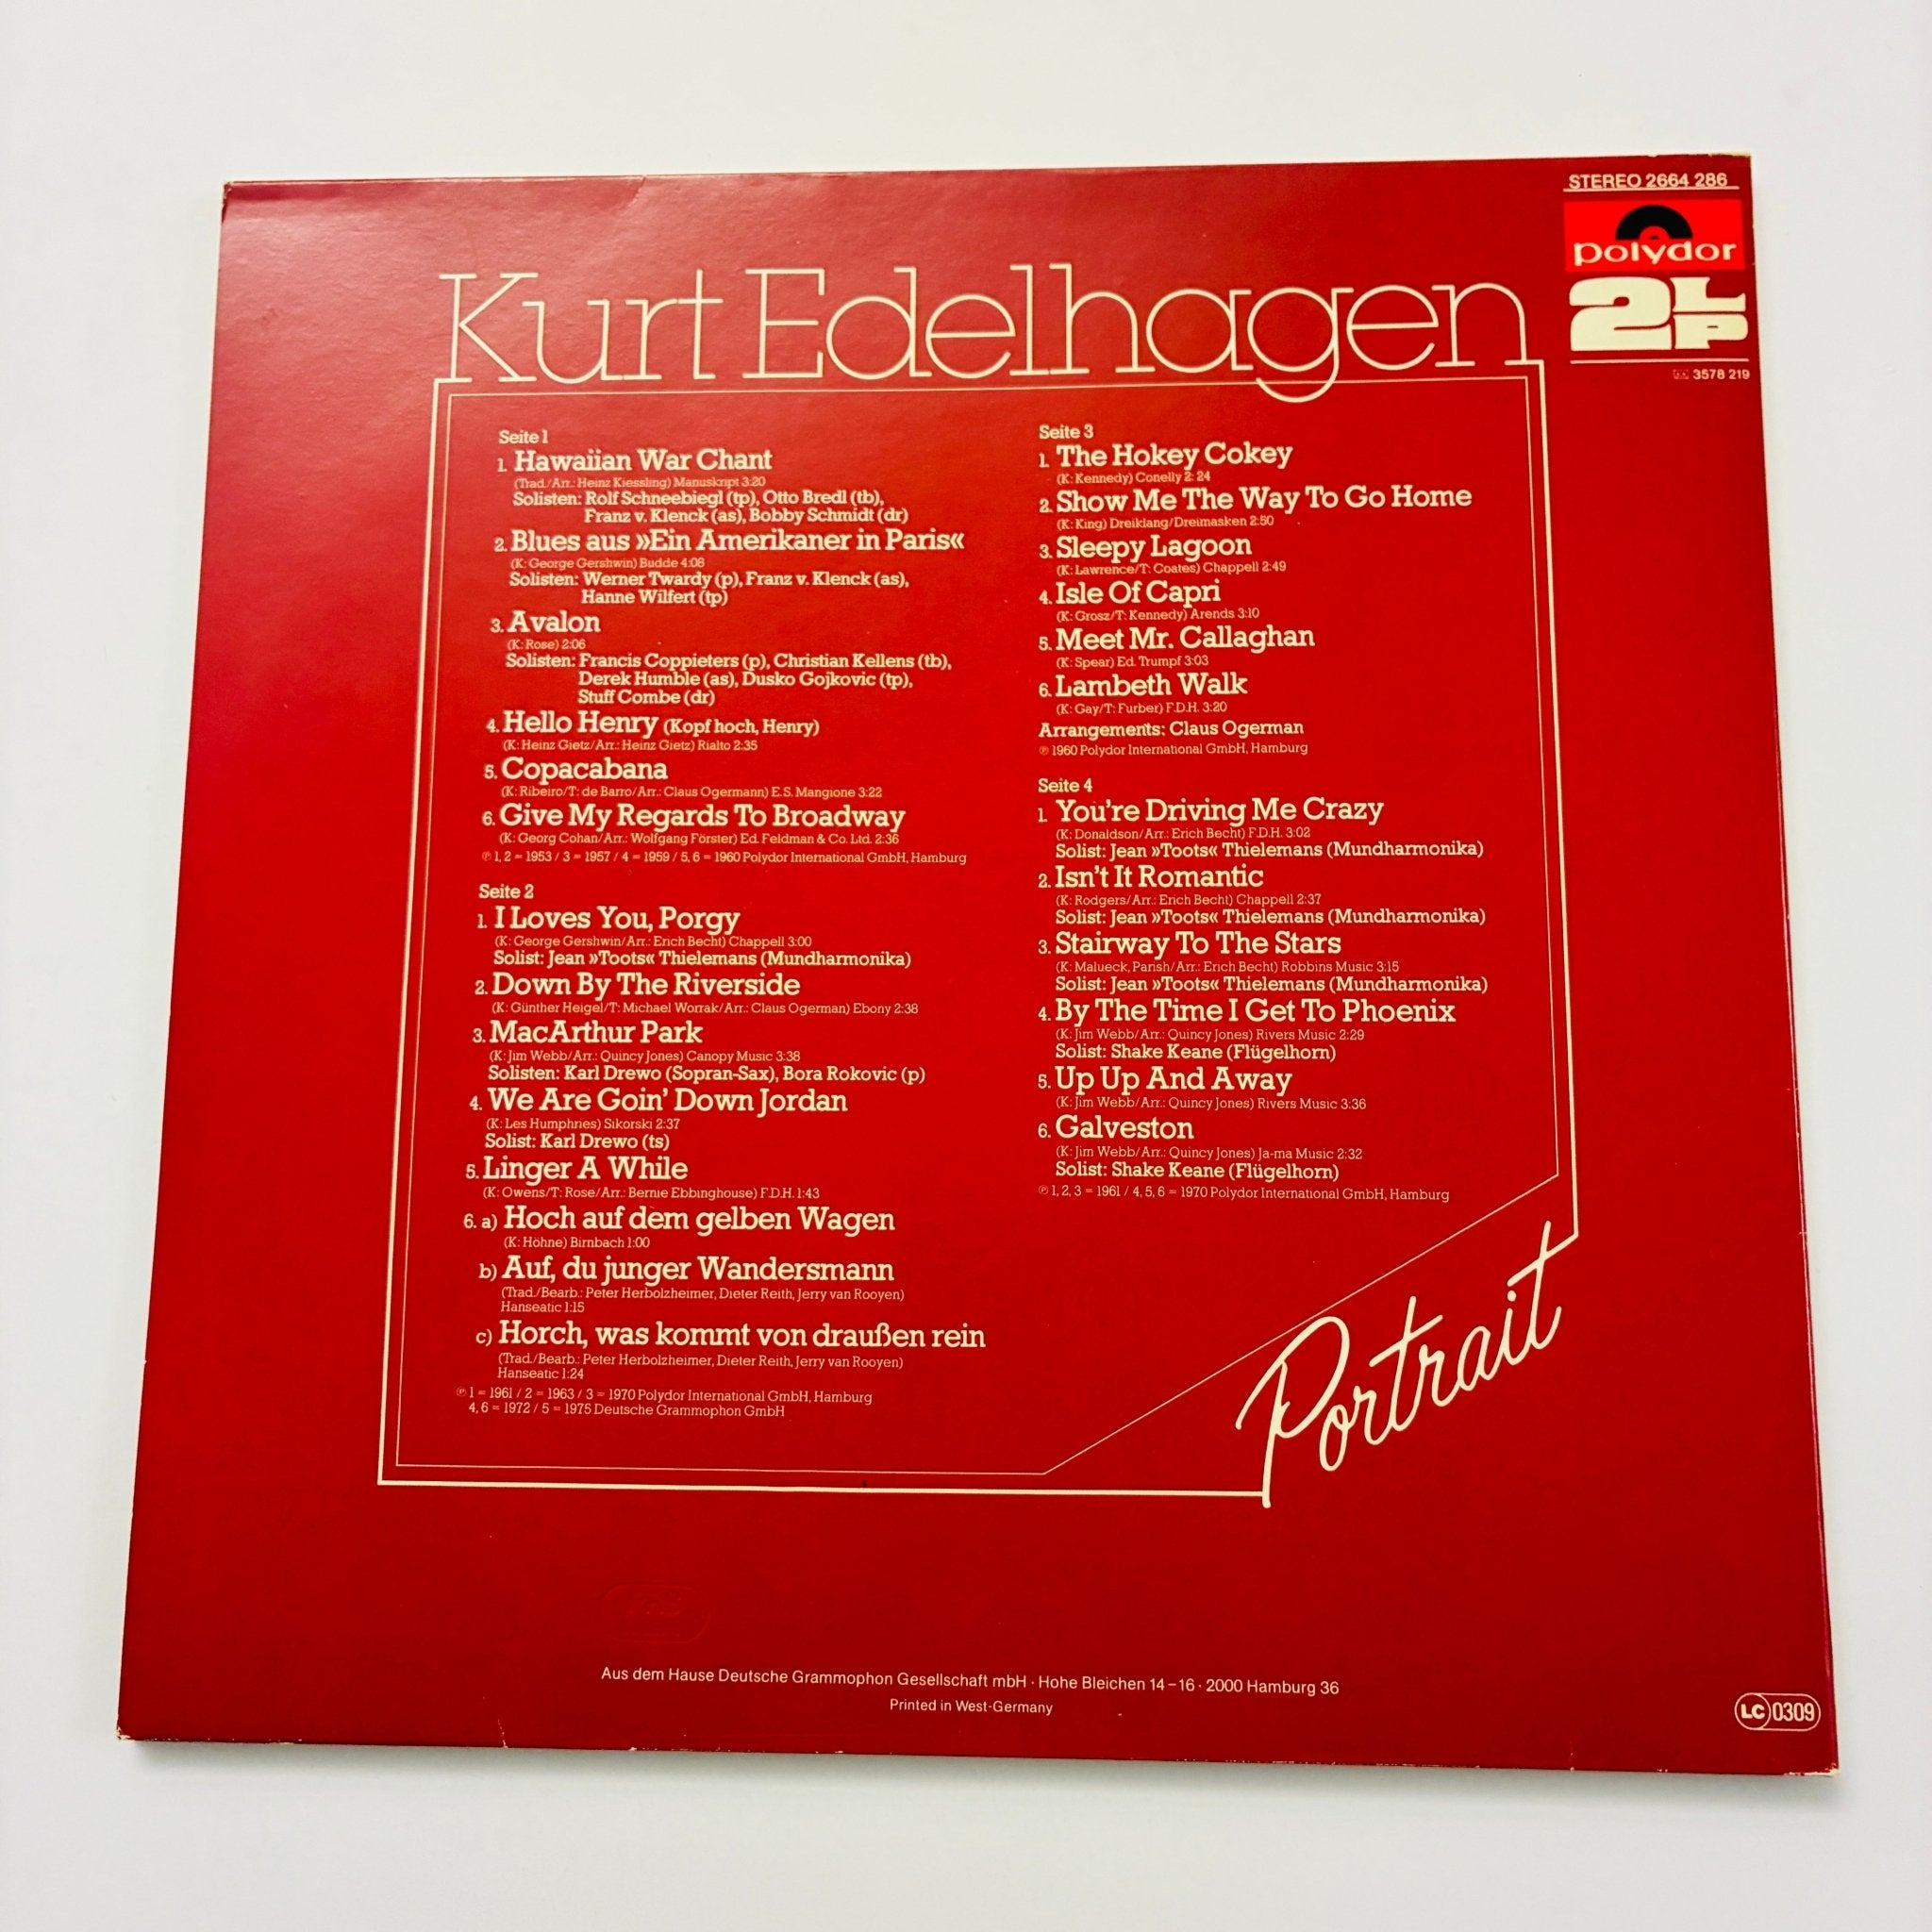 STEREO 2664 286
polydor
2LP
3578 219
Kurt Edelhagen
Seite 1
1. Hawaiian War Chant
(Trad./Arr.: Heinz Kiessling) Manuskript 3:20
Solisten: Rolf Schneebiegl (tp), Otto Bredl (tb),
Franz v. Klenck (as), Bobby Schmidt (dr)
2. Blues aus »Ein Amerikaner in Paris«
(K: George Gershwin) Budde 4:08
Solisten: Werner Twardy (p), Franz v. Klenck (as),
Hanne Wilfert (tp)
3. Avalon
(K: Rose) 2:06
Solisten: Francis Coppieters (p), Christian Kellens (tb),
Derek Humble (as), Dusko Gojkovic (tp),
Stuff Combe (dr)
4. Hello Henry (Kopf hoch, Henry)
(K: Heinz Gietz/Arr.: Heinz Gietz) Rialto 2:35
5. Copacabana
(K: Ribeiro/T: de Barro/Arr.: Claus Ogermann) E.S. Mangione 3:22
6. Give My Regards To Broadway
(K: Georg Cohan/Arr.: Wolfgang Förster) Ed. Feldman & Co. Ltd. 2:36
℗ 1, 2 = 1953 / 3 = 1957 / 4 = 1959 / 5, 6 = 1960 Polydor International GmbH, Hamburg
Seite 2
1. I Loves You, Porgy
(K: George Gershwin/Arr.: Erich Becht) Chappell 3:00
Solist: Jean »Toots« Thielemans (Mundharmonika)
2. Down By The Riverside
(K: Günther Heigel/T: Michael Worrak/Arr.: Claus Ogerman) Ebony 2:38
3. MacArthur Park
(K: Jim Webb/Arr.: Quincy Jones) Canopy Music 3:38
Solisten: Karl Drewo (Sopran-Sax), Bora Rokovic (p)
4. We Are Goin' Down Jordan
(K: Les Humphries) Sikorski 2:37
Solist: Karl Drewo (ts)
5. Linger A While
(K: Owens/T: Rose/Arr.: Bernie Ebbinghouse) F.D.H. 1:43
6. a) Hoch auf dem gelben Wagen
(K: Höhne) Birnbach 1:00
b) Auf, du junger Wandersmann
(Trad./Bearb.: Peter Herbolzheimer, Dieter Reith, Jerry van Rooyen)
Hanseatic 1:15
c) Horch, was kommt von draußen rein
(Trad./Bearb.: Peter Herbolzheimer, Dieter Reith, Jerry van Rooyen)
Hanseatic 1:24
℗ 1 = 1961 / 2 = 1963 / 3 = 1970 Polydor International GmbH, Hamburg
4, 6 = 1972 / 5 = 1975 Deutsche Grammophon GmbH
Seite 3
1. The Hokey Cokey
(K: Kennedy) Conelly 2:24
2. Show Me The Way To Go Home
(K: King) Dreiklang/Dreimasken 2:50
3. Sleepy Lagoon
(K: Lawrence/T: Coates) Chappell 2:49
4. Isle Of Capri
(K: Grosz/T: Kennedy) Arends 3:10
5. Meet Mr. Callaghan
(K: Spear) Ed. Trumpf 3:03
6. Lambeth Walk
(K: Gay/T: Furber) F.D.H. 3:20
Arrangements: Claus Ogerman
℗ 1960 Polydor International GmbH, Hamburg
Seite 4
1. You're Driving Me Crazy
(K: Donaldson/Arr.: Erich Becht) F.D.H. 3:02
Solist: Jean »Toots« Thielemans (Mundharmonika)
2. Isn't It Romantic
(K: Rodgers/Arr.: Erich Becht) Chappell 2:37
Solist: Jean »Toots« Thielemans (Mundharmonika)
3. Stairway To The Stars
(K: Malueck, Parish/Arr.: Erich Becht) Robbins Music 3:15
Solist: Jean »Toots« Thielemans (Mundharmonika)
4. By The Time I Get To Phoenix
(K: Jim Webb/Arr.: Quincy Jones) Rivers Music 2:29
Solist: Shake Keane (Flügelhorn)
5. Up Up And Away
(K: Jim Webb/Arr.: Quincy Jones) Rivers Music 3:36
6. Galveston
(K: Jim Webb/Arr.: Quincy Jones) Ja-ma Music 2:32
Solist: Shake Keane (Flügelhorn)
℗ 1, 2, 3 = 1961 / 4, 5, 6 = 1970 Polydor International GmbH, Hamburg
Portrait
Aus dem Hause Deutsche Grammophon Gesellschaft mbH · Hohe Bleichen 14–16 · 2000 Hamburg 36
Printed in West-Germany
LC 0309